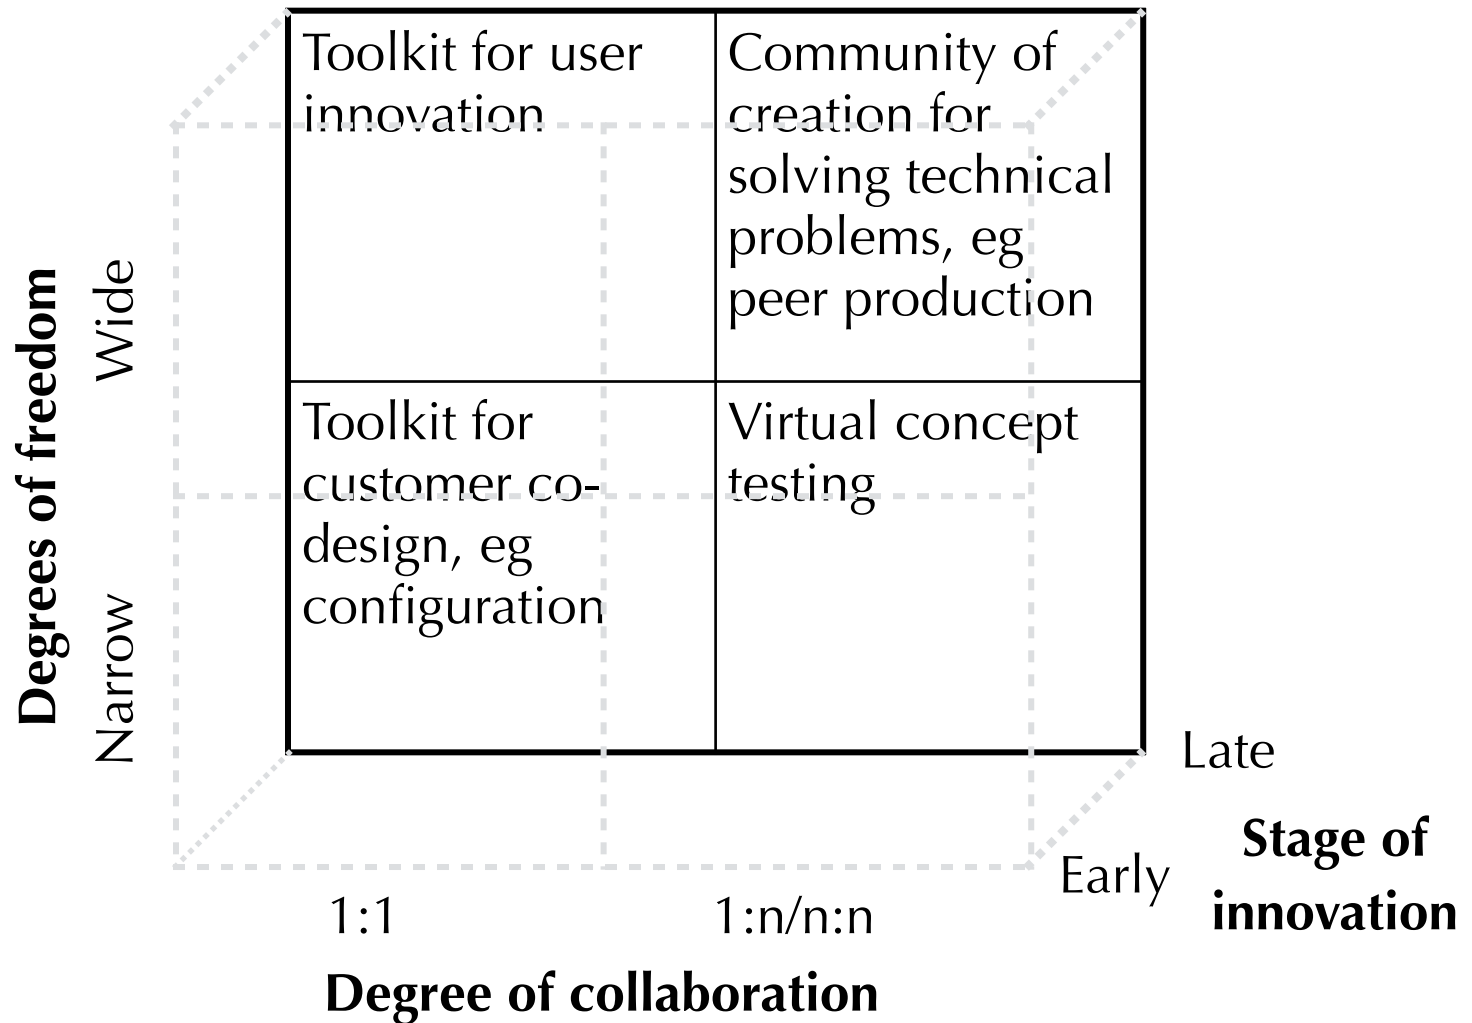 Toolkit for user
innovation
Community of
creation for
solving technical
problems, eg
peer production
Toolkit for
customer co-
design, eg
configuration
Virtual concept
testing
Degrees of freedom
Wide
Narrow
Late
Early
Stage of
innovation
1:1
1:n/n:n
Degree of collaboration